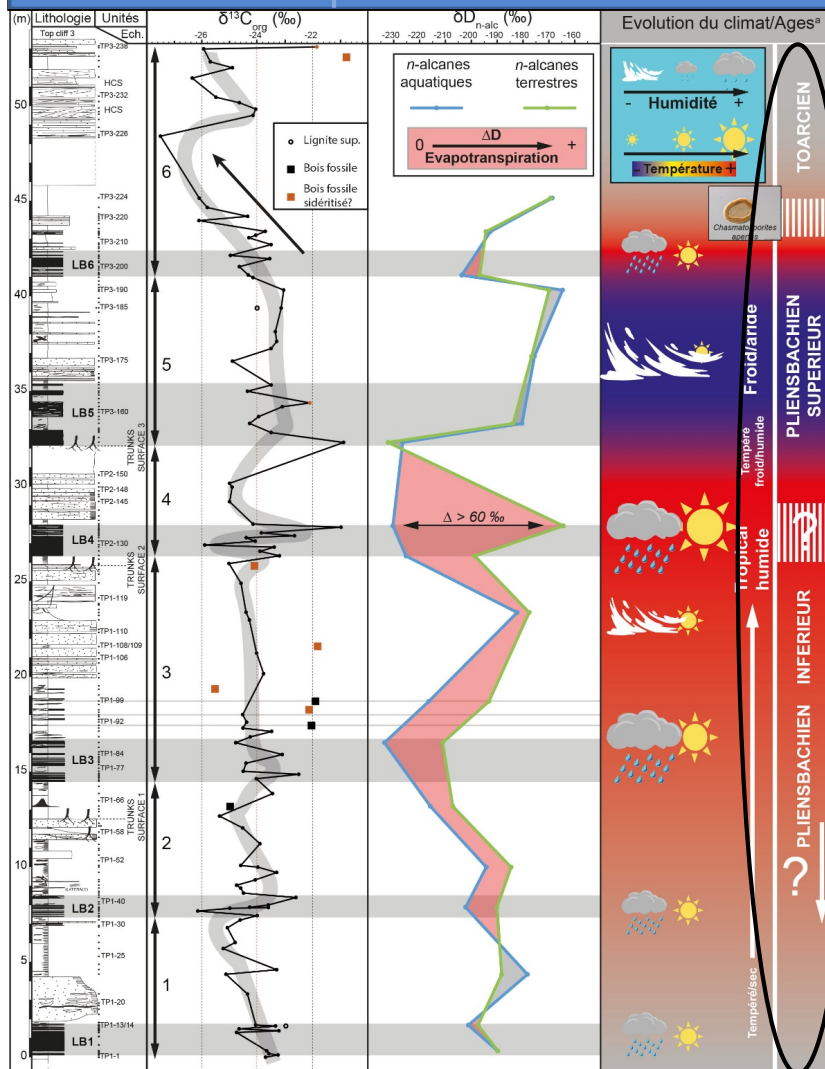 (m) Lithologie Unités
Ech.
δ13Corg (‰)
δDn-alc (‰)
Evolution du climat/Agesa
Top cliff 3
-26 -24 -22
-230 -220 -210 -200 -190 -180 -170 -160
n-alcanes aquatiques
n-alcanes terrestres
0 ΔD +
Evapotranspiration
- Humidité +
- Température +
Lignite sup.
Bois fossile
Bois fossile sidéritisé?
TP3-238
HCS
TP3-232
50
HCS
TP3-226
6
TOARCIEN
45
TP3-224
TP3-220
TP3-210
LB6
TP3-200
40
TP3-190
TP3-185
5
TP3-175
35
LB5
TP3-160
TRUNKS
SURFACE 3
Froid/aride
PLIENSBACHIEN
SUPERIEUR
Tempéré
froid/humide
30
TP2-150
TP2-148
TP2-145
4
Δ > 60 ‰
LB4
TP2-130
TRUNKS
SURFACE 2
Tropical
humide
?
25
TP1-119
TP1-110
TP1-108/109
TP1-106
3
20
TP1-99
TP1-92
LB3
TP1-84
TP1-77
15
TP1-66
TRUNKS
SURFACE 1
TP1-58
2
TP1-52
10
TP1-40
LB2
TP1-30
TP1-25
5
1
TP1-20
TP1-13/14
LB1
0
TP1-1
PLIENSBACHIEN INFERIEUR
?
Tempéré/sec